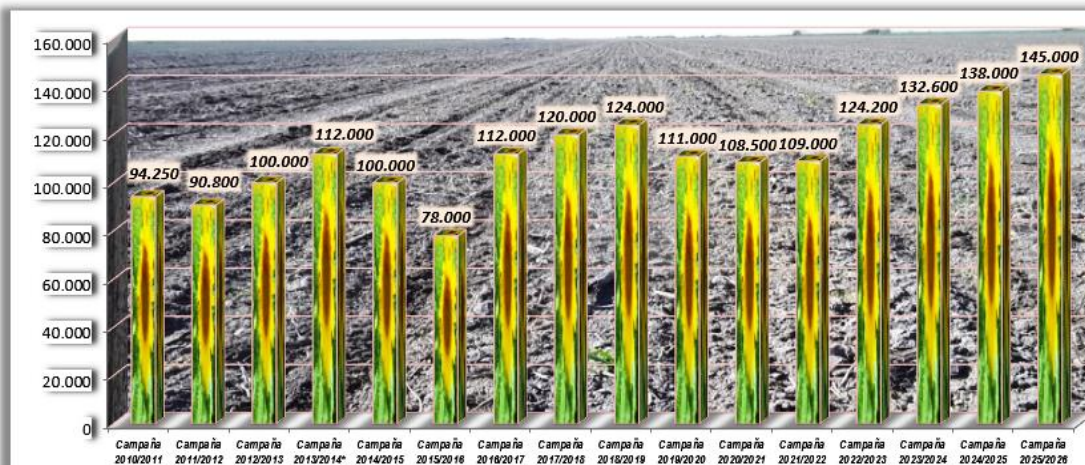 160.000
140.000
120.000
100.000
80.000
60.000
40.000
20.000
0
94.250
90.800
100.000
112.000
100.000
78.000
112.000
120.000
124.000
111.000
108.500
109.000
124.200
132.600
138.000
145.000
Campaña
2010/2011
Campaña
2011/2012
Campaña
2012/2013
Campaña
2013/2014*
Campaña
2014/2015
Campaña
2015/2016
Campaña
2016/2017
Campaña
2017/2018
Campaña
2018/2019
Campaña
2019/2020
Campaña
2020/2021
Campaña
2021/2022
Campaña
2022/2023
Campaña
2023/2024
Campaña
2024/2025
Campaña
2025/2026